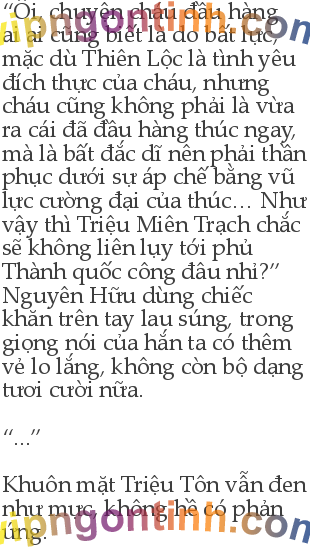 “Ôi, chuyện cháu đầu hàng
ai ai cũng biết là do bất lực,
mặc dù Thiên Lộc là tình yêu
đích thực của cháu, nhưng
cháu cũng không phải là vừa
ra cái đã đầu hàng thúc ngay,
mà là bất đắc dĩ nên phải thần
phục dưới sự áp chế bằng vũ
lực cường đại của thúc... Như
vậy thì Triệu Miên Trạch chắc
sẽ không liên lụy tới phủ
Thành quốc công đâu nhỉ?”
Nguyên Hữu dùng chiếc
khăn trên tay lau súng, trong
giọng nói của hắn ta có thêm
vẻ lo lắng, không còn bộ dạng
tươi cười nữa.
“...”
Khuôn mặt Triệu Tôn vẫn đen
như mực, không hề có phản
ứng.
vipngontinh.com
vipngontinh.com